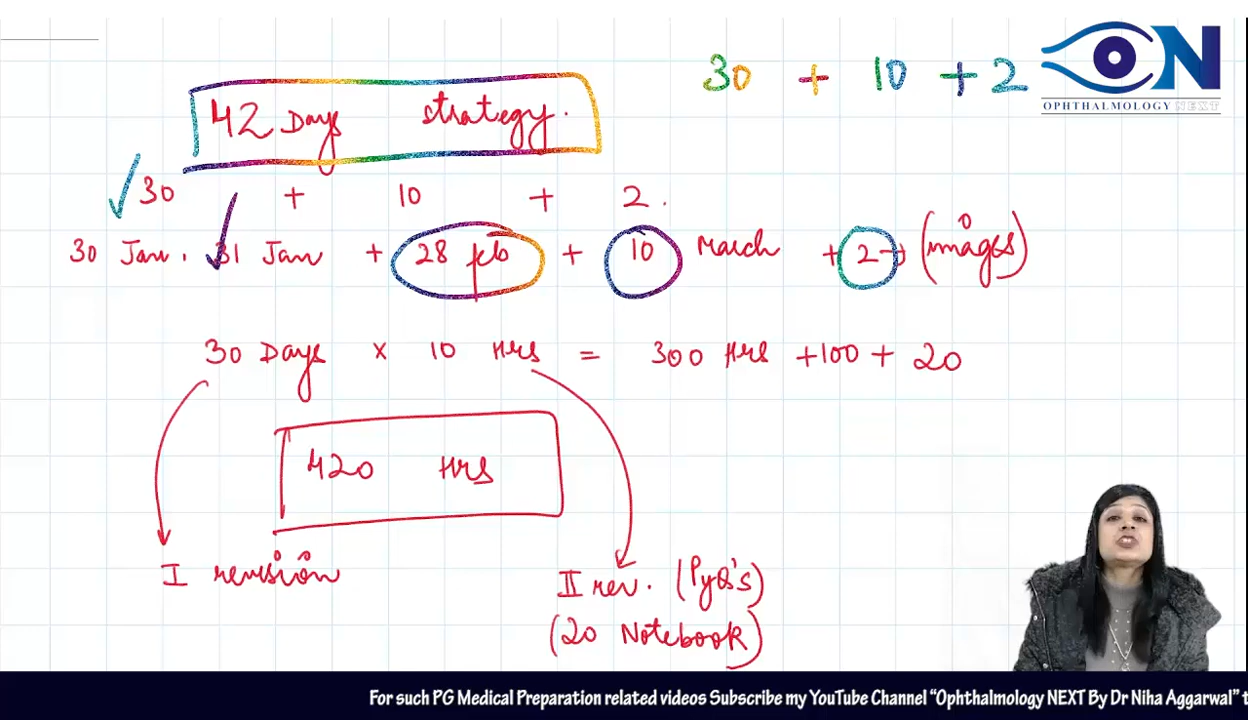 30 + 10 + 2
ON
OPHTHALMOLOGY NEXT
42 Days strategy.
30 + 10 + 2.
30 Jan. 31 Jan + 28 feb + 10 March + 2 → (images)
30 Days x 10 Hrs = 300 Hrs +100 + 20
420 Hrs
I revision
II rev. (PyQ's)
(20 Notebook)
For such PG Medical Preparation related videos Subscribe my YouTube Channel “Ophthalmology NEXT By Dr Niha Aggarwal” t